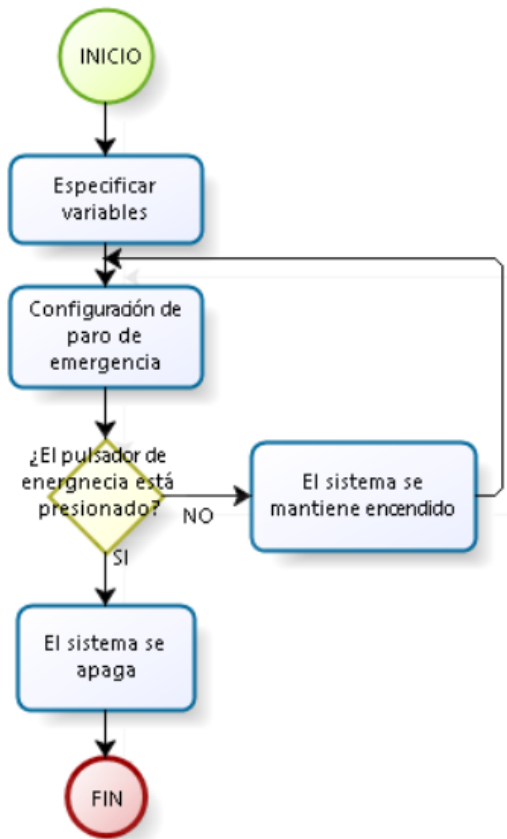 INICIO
Especificar
variables
Configuración de
paro de
emergencia
¿El pulsador de
energnecia está
presionado?
NO
El sistema se
mantiene encendido
SI
El sistema se
apaga
FIN